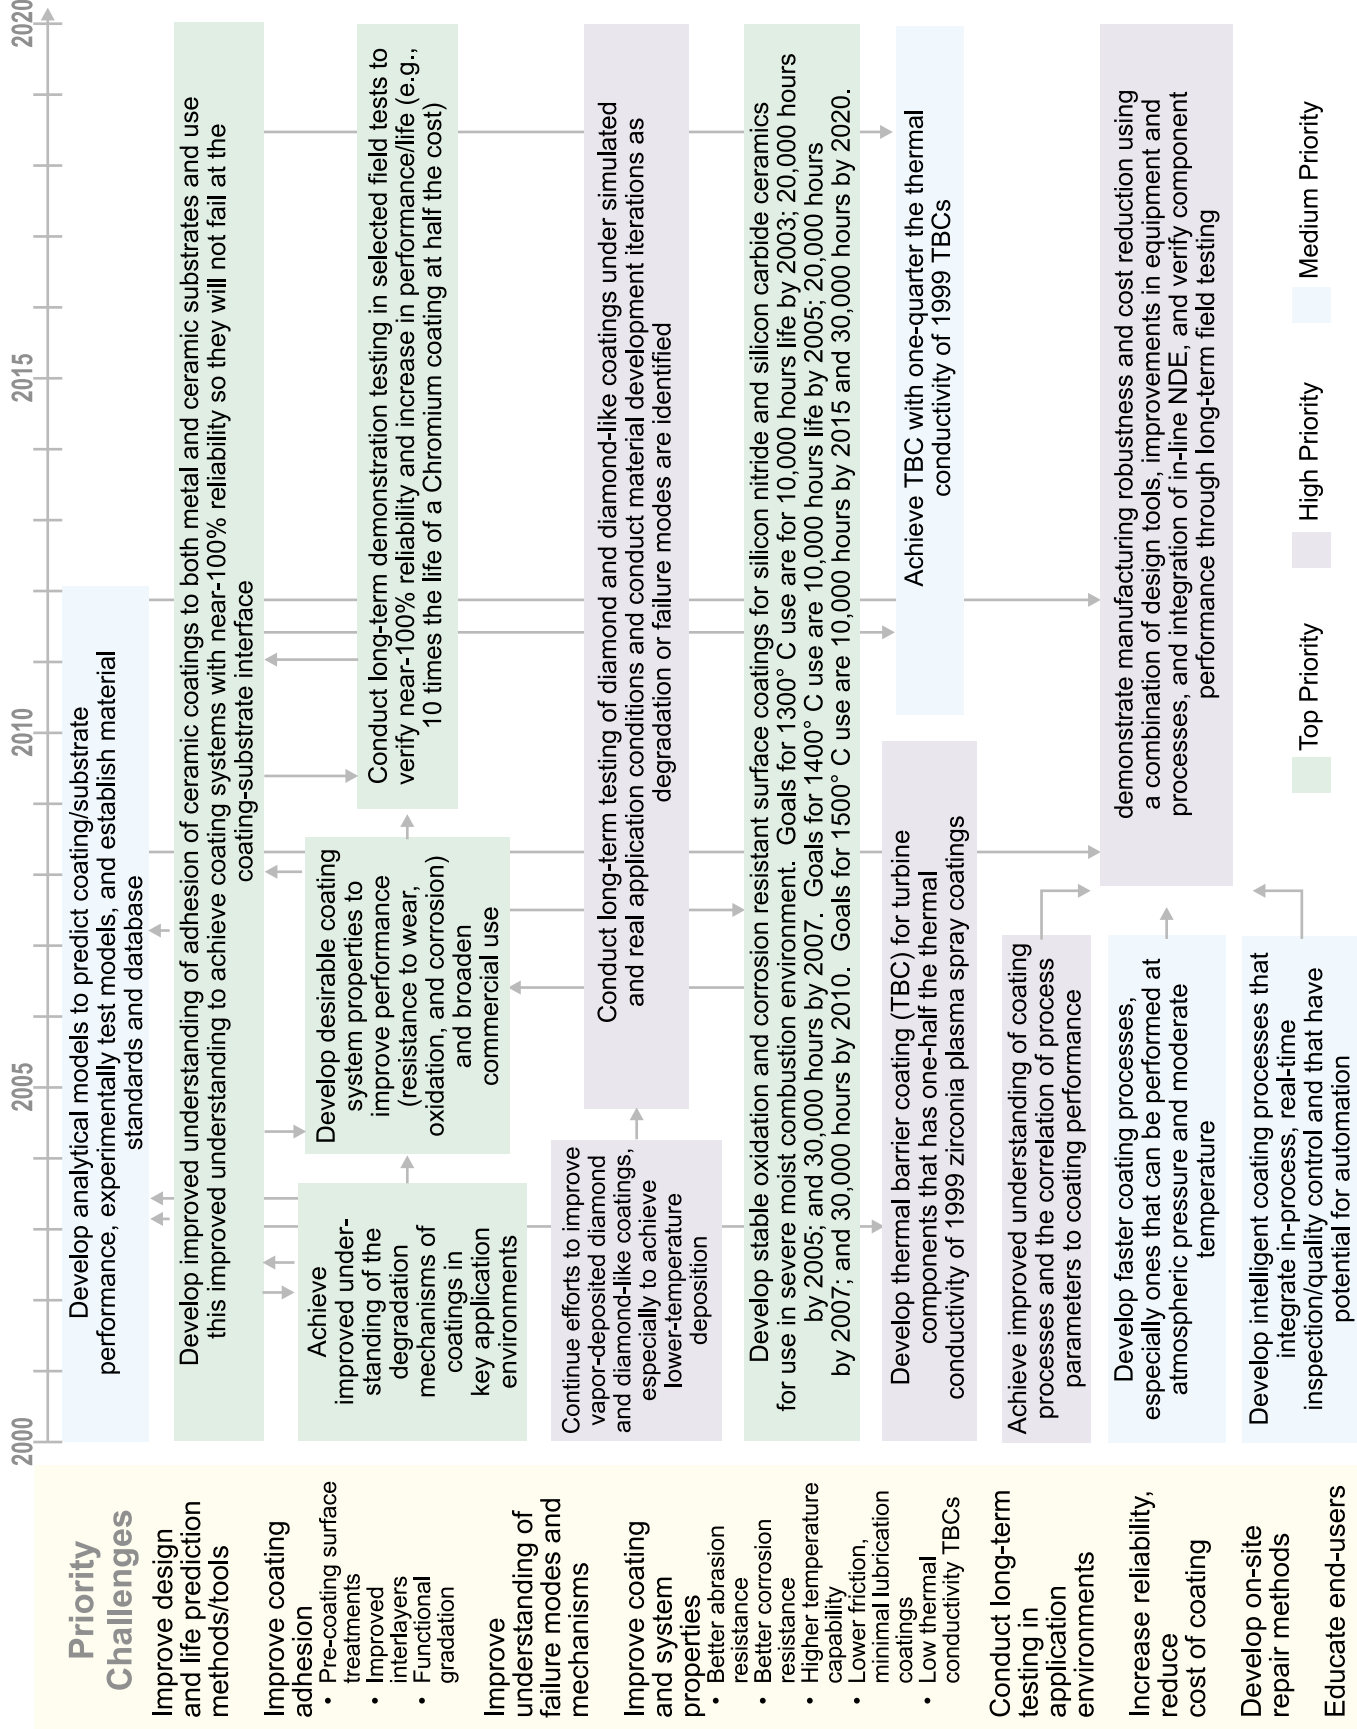 2000 2005 2010 2015 2020
Priority
Challenges
Improve design
and life prediction
methods/tools
Improve coating
adhesion
• Pre-coating surface
treatments
• Improved
interlayers
• Functional
gradation
Improve
understanding of
failure modes and
mechanisms
Improve coating
and system
properties
• Better abrasion
resistance
• Better corrosion
resistance
• Higher temperature
capability
• Lower friction,
minimal lubrication
coatings
• Low thermal
conductivity TBCs
Conduct long-term
testing in
application
environments
Increase reliability,
reduce
cost of coating
Develop on-site
repair methods
Educate end-users
Develop analytical models to predict coating/substrate
performance, experimentally test models, and establish material
standards and database
Develop improved understanding of adhesion of ceramic coatings to both metal and ceramic substrates and use
this improved understanding to achieve coating systems with near-100% reliability so they will not fail at the
coating-substrate interface
Achieve
improved under-
standing of the
degradation
mechanisms of
coatings in
key application
environments
Develop desirable coating
system properties to
improve performance
(resistance to wear,
oxidation, and corrosion)
and broaden
commercial use
Conduct long-term demonstration testing in selected field tests to
verify near-100% reliability and increase in performance/life (e.g.,
10 times the life of a Chromium coating at half the cost)
Continue efforts to improve
vapor-deposited diamond
and diamond-like coatings,
especially to achieve
lower-temperature
deposition
Conduct long-term testing of diamond and diamond-like coatings under simulated
and real application conditions and conduct material development iterations as
degradation or failure modes are identified
Develop stable oxidation and corrosion resistant surface coatings for silicon nitride and silicon carbide ceramics
for use in severe moist combustion environment. Goals for 1300° C use are for 10,000 hours life by 2003; 20,000 hours
by 2005; and 30,000 hours by 2007. Goals for 1400° C use are 10,000 hours life by 2005; 20,000 hours
by 2007; and 30,000 hours by 2010. Goals for 1500° C use are 10,000 hours by 2015 and 30,000 hours by 2020.
Develop thermal barrier coating (TBC) for turbine
components that has one-half the thermal
conductivity of 1999 zirconia plasma spray coatings
Achieve TBC with one-quarter the thermal
conductivity of 1999 TBCs
Achieve improved understanding of coating
processes and the correlation of process
parameters to coating performance
Develop faster coating processes,
especially ones that can be performed at
atmospheric pressure and moderate
temperature
Develop intelligent coating processes that
integrate in-process, real-time
inspection/quality control and that have
potential for automation
demonstrate manufacturing robustness and cost reduction using
a combination of design tools, improvements in equipment and
processes, and integration of in-line NDE, and verify component
performance through long-term field testing
Top Priority
High Priority
Medium Priority